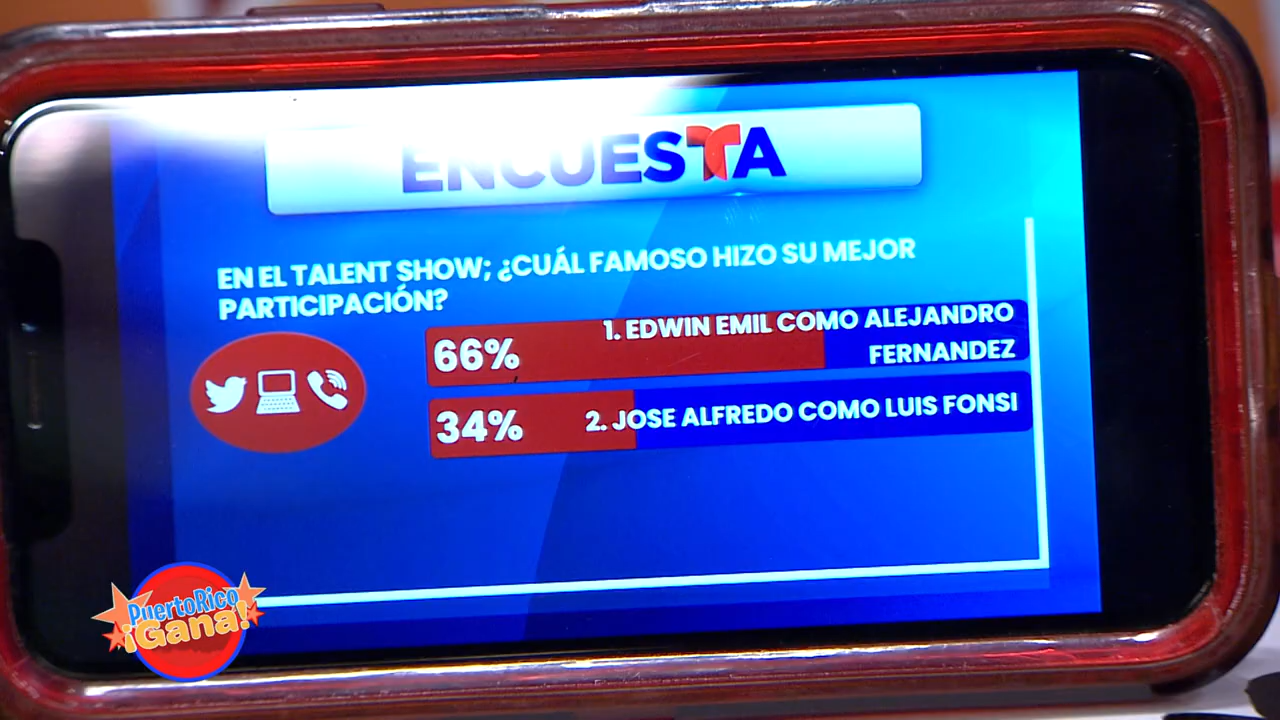 ENCUESTA
EN EL TALENT SHOW; ¿CUÁL FAMOSO HIZO SU MEJOR
PARTICIPACIÓN?
66%
1. EDWIN EMIL COMO ALEJANDRO
FERNANDEZ
34%
2. JOSE ALFREDO COMO LUIS FONSI
PuertoRico
¡Gana!